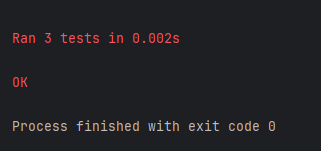 Ran 3 tests in 0.002s
OK
Process finished with exit code 0